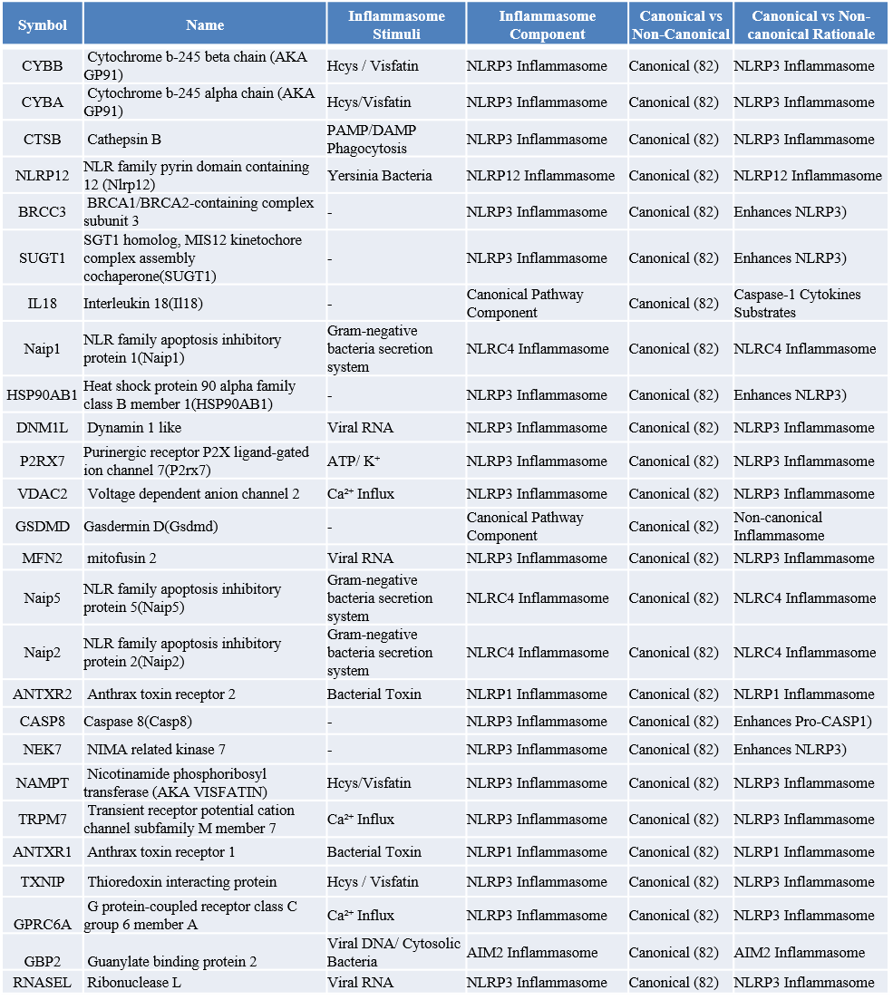 Symbol Name Inflammasome Stimuli Inflammasome Component Canonical vs Non-Canonical Canonical vs Non-canonical Rationale
CYBB Cytochrome b-245 beta chain (AKA GP91) Hcys / Visfatin NLRP3 Inflammasome Canonical (82) NLRP3 Inflammasome
CYBA Cytochrome b-245 alpha chain (AKA GP91) Hcys/Visfatin NLRP3 Inflammasome Canonical (82) NLRP3 Inflammasome
CTSB Cathepsin B PAMP/DAMP Phagocytosis NLRP3 Inflammasome Canonical (82) NLRP3 Inflammasome
NLRP12 NLR family pyrin domain containing 12 (Nlrp12) Yersinia Bacteria NLRP12 Inflammasome Canonical (82) NLRP12 Inflammasome
BRCC3 BRCA1/BRCA2-containing complex subunit 3 - NLRP3 Inflammasome Canonical (82) Enhances NLRP3)
SUGT1 SGT1 homolog, MIS12 kinetochore complex assembly cochaperone(SUGT1) - NLRP3 Inflammasome Canonical (82) Enhances NLRP3)
IL18 Interleukin 18(Il18) - Canonical Pathway Component Canonical (82) Caspase-1 Cytokines Substrates
Naip1 NLR family apoptosis inhibitory protein 1(Naip1) Gram-negative bacteria secretion system NLRC4 Inflammasome Canonical (82) NLRC4 Inflammasome
HSP90AB1 Heat shock protein 90 alpha family class B member 1(HSP90AB1) - NLRP3 Inflammasome Canonical (82) Enhances NLRP3)
DNM1L Dynamin 1 like Viral RNA NLRP3 Inflammasome Canonical (82) NLRP3 Inflammasome
P2RX7 Purinergic receptor P2X ligand-gated ion channel 7(P2rx7) ATP/ K⁺ NLRP3 Inflammasome Canonical (82) NLRP3 Inflammasome
VDAC2 Voltage dependent anion channel 2 Ca²⁺ Influx NLRP3 Inflammasome Canonical (82) NLRP3 Inflammasome
GSDMD Gasdermin D(Gsdmd) - Canonical Pathway Component Canonical (82) Non-canonical Inflammasome
MFN2 mitofusin 2 Viral RNA NLRP3 Inflammasome Canonical (82) NLRP3 Inflammasome
Naip5 NLR family apoptosis inhibitory protein 5(Naip5) Gram-negative bacteria secretion system NLRC4 Inflammasome Canonical (82) NLRC4 Inflammasome
Naip2 NLR family apoptosis inhibitory protein 2(Naip2) Gram-negative bacteria secretion system NLRC4 Inflammasome Canonical (82) NLRC4 Inflammasome
ANTXR2 Anthrax toxin receptor 2 Bacterial Toxin NLRP1 Inflammasome Canonical (82) NLRP1 Inflammasome
CASP8 Caspase 8(Casp8) - NLRP3 Inflammasome Canonical (82) Enhances Pro-CASP1)
NEK7 NIMA related kinase 7 - NLRP3 Inflammasome Canonical (82) Enhances NLRP3)
NAMPT Nicotinamide phosphoribosyl transferase (AKA VISFATIN) Hcys/Visfatin NLRP3 Inflammasome Canonical (82) NLRP3 Inflammasome
TRPM7 Transient receptor potential cation channel subfamily M member 7 Ca²⁺ Influx NLRP3 Inflammasome Canonical (82) NLRP3 Inflammasome
ANTXR1 Anthrax toxin receptor 1 Bacterial Toxin NLRP1 Inflammasome Canonical (82) NLRP1 Inflammasome
TXNIP Thioredoxin interacting protein Hcys / Visfatin NLRP3 Inflammasome Canonical (82) NLRP3 Inflammasome
GPRC6A G protein-coupled receptor class C group 6 member A Ca²⁺ Influx NLRP3 Inflammasome Canonical (82) NLRP3 Inflammasome
GBP2 Guanylate binding protein 2 Viral DNA/ Cytosolic Bacteria AIM2 Inflammasome Canonical (82) AIM2 Inflammasome
RNASEL Ribonuclease L Viral RNA NLRP3 Inflammasome Canonical (82) NLRP3 Inflammasome